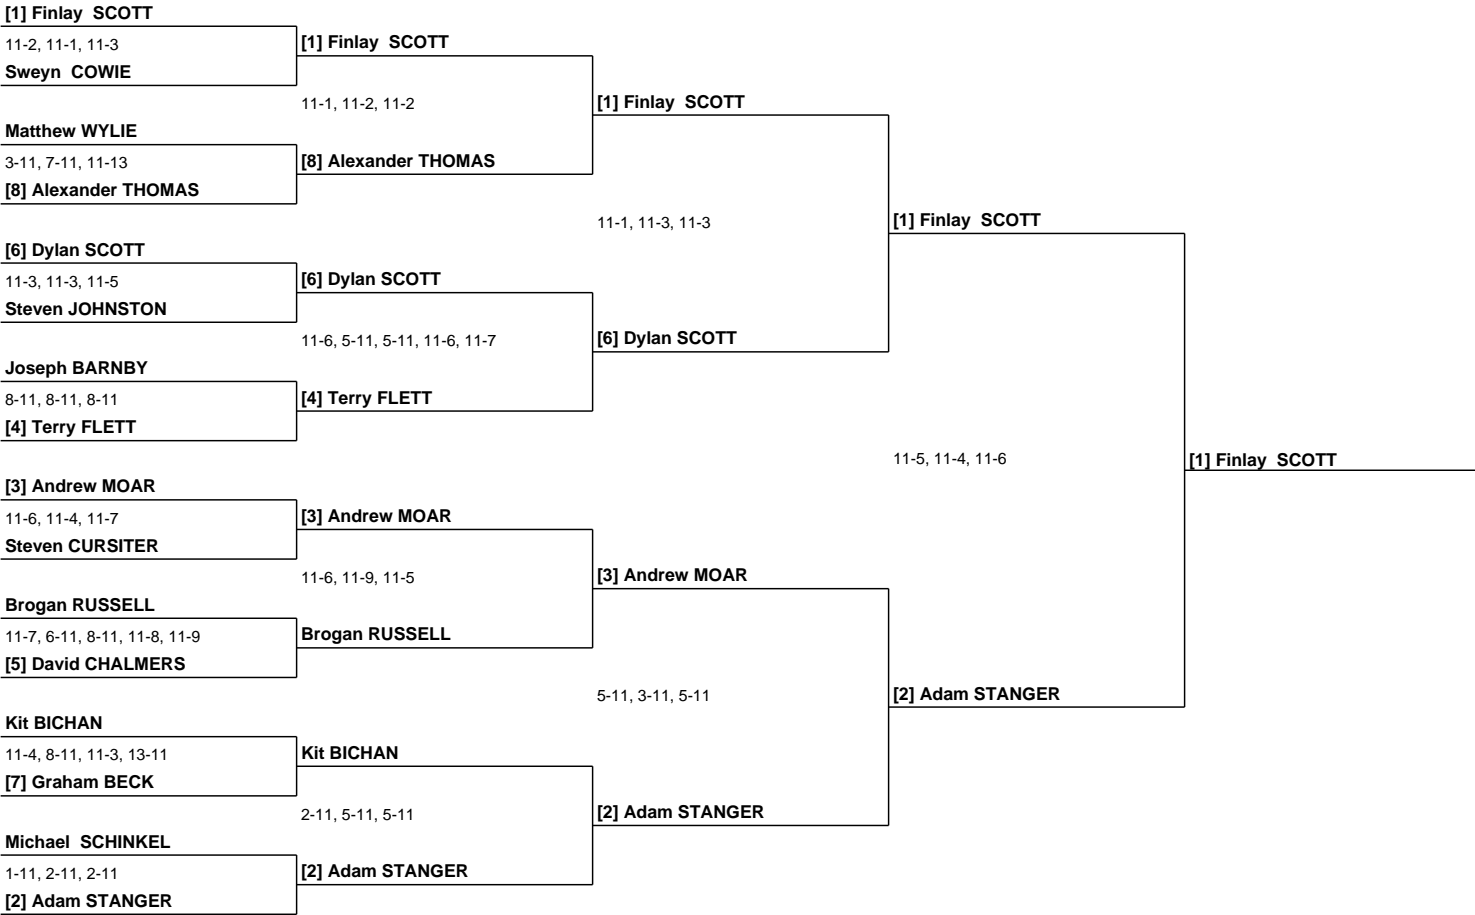 [1] Finlay  SCOTT
11-2, 11-1, 11-3
Sweyn  COWIE
Matthew WYLIE
3-11, 7-11, 11-13
[8] Alexander THOMAS
[6] Dylan SCOTT
11-3, 11-3, 11-5
Steven JOHNSTON
Joseph BARNBY
8-11, 8-11, 8-11
[4] Terry FLETT
[3] Andrew MOAR
11-6, 11-4, 11-7
Steven CURSITER
Brogan RUSSELL
11-7, 6-11, 8-11, 11-8, 11-9
[5] David CHALMERS
Kit BICHAN
11-4, 8-11, 11-3, 13-11
[7] Graham BECK
Michael  SCHINKEL
1-11, 2-11, 2-11
[2] Adam STANGER
[1] Finlay  SCOTT
11-1, 11-2, 11-2
[8] Alexander THOMAS
[6] Dylan SCOTT
11-6, 5-11, 5-11, 11-6, 11-7
[4] Terry FLETT
[3] Andrew MOAR
11-6, 11-9, 11-5
Brogan RUSSELL
Kit BICHAN
2-11, 5-11, 5-11
[2] Adam STANGER
[1] Finlay  SCOTT
11-1, 11-3, 11-3
[6] Dylan SCOTT
[3] Andrew MOAR
5-11, 3-11, 5-11
[2] Adam STANGER
[1] Finlay  SCOTT
11-5, 11-4, 11-6
[2] Adam STANGER
[1] Finlay  SCOTT